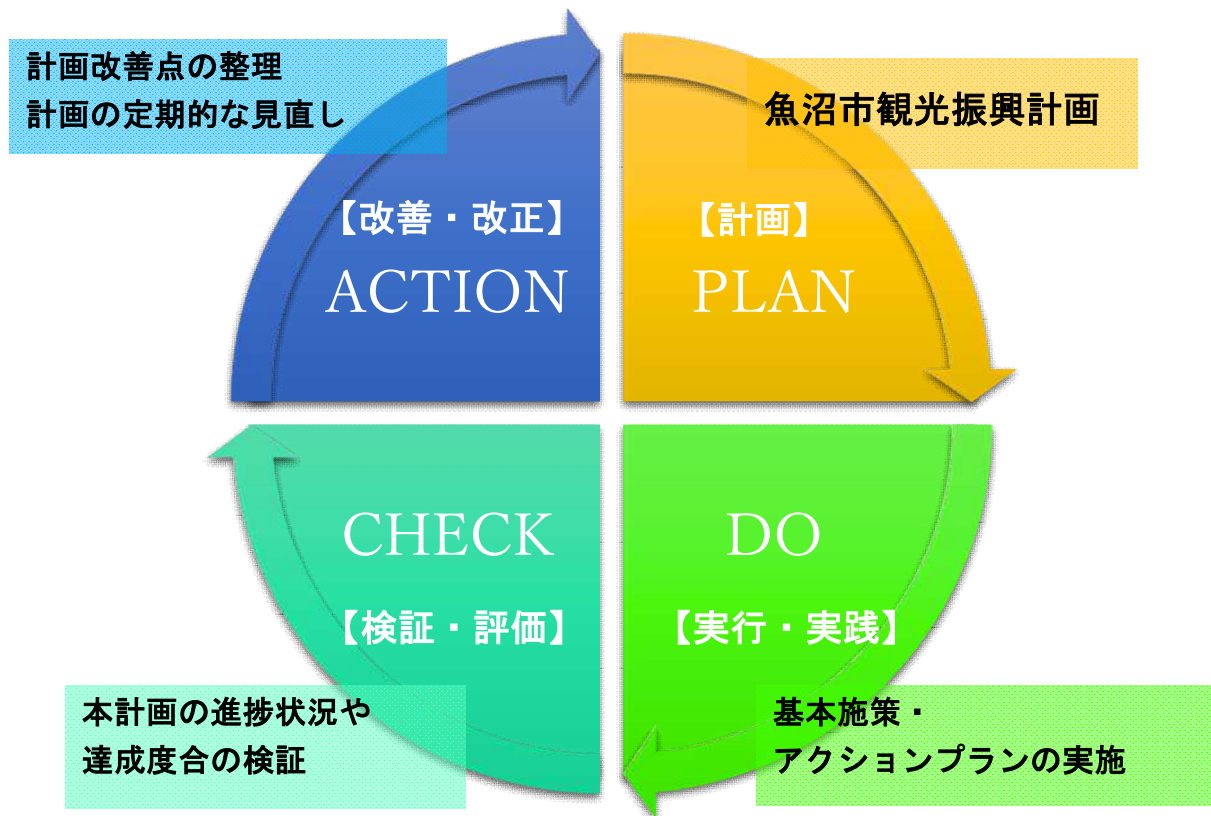 計画改善点の整理
計画の定期的な見直し
【改善・改正】
ACTION
魚沼市観光振興計画
【計画】
PLAN
CHECK
【検証・評価】
本計画の進捗状況や
達成度合の検証
DO
【実行・実践】
基本施策・
アクションプランの実施